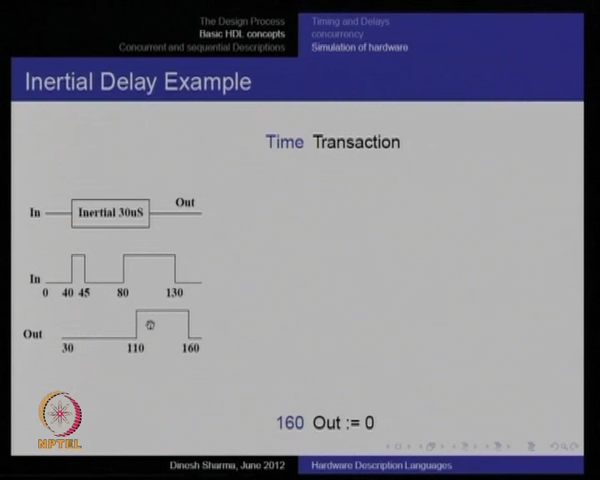 The Design Process
Basic HDL concepts
Concurrent and sequential Descriptions
Timing and Delays
concurrency
Simulation of hardware
Inertial Delay Example
Time Transaction
In Inertial 30uS Out
In
0 40 45 80 130
Out
30 110 160
160 Out := 0
NPTEL
Dinesh Sharma, June 2012 Hardware Description Languages